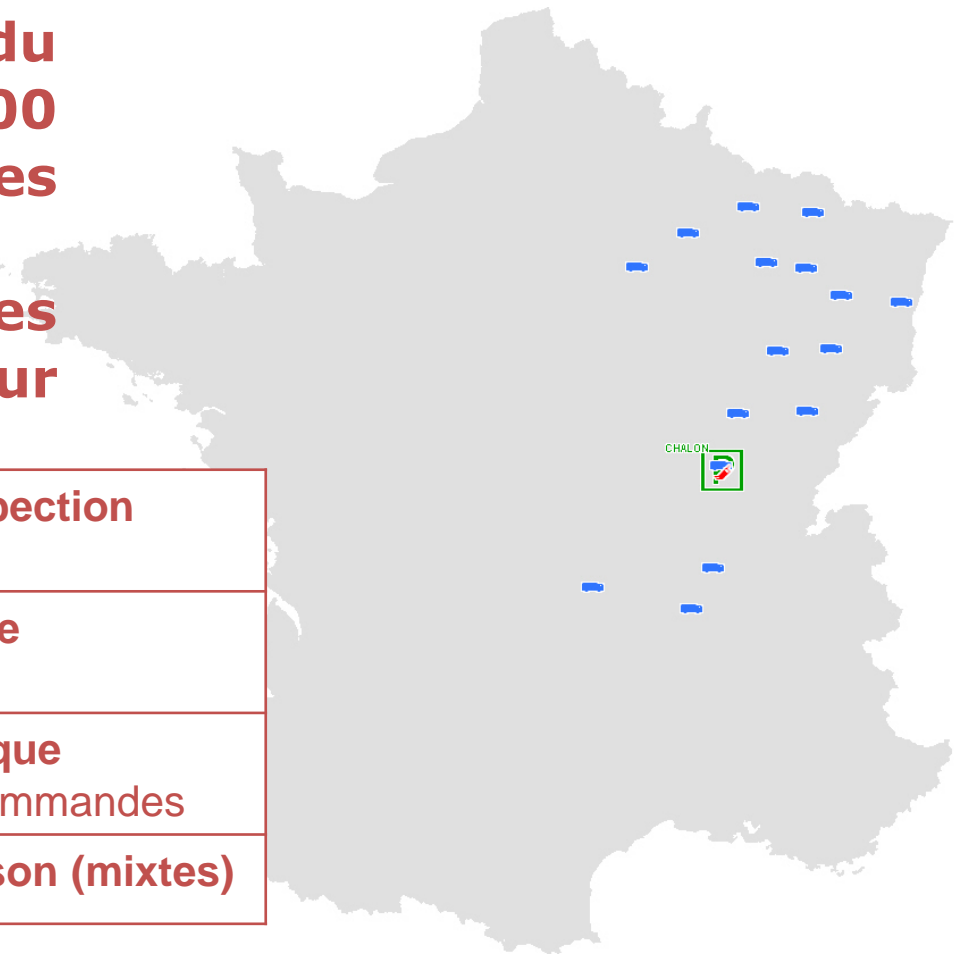 du
00
es
es
ur
CHALON
pection
e
que
mmandes
son (mixtes)